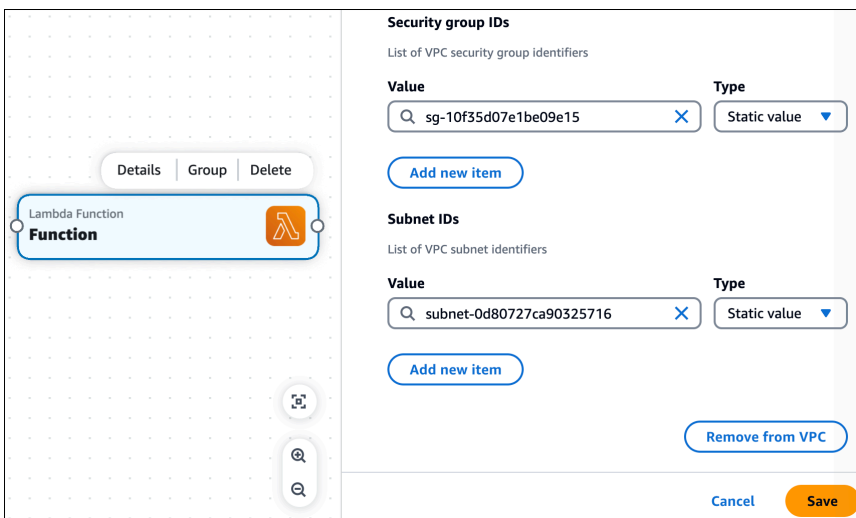 Security group IDs
List of VPC security group identifiers
Value Type
sg-10f35d07e1be09e15 Static value
Add new item
Details Group Delete
Lambda Function
Function
Subnet IDs
List of VPC subnet identifiers
Value Type
subnet-0d80727ca90325716 Static value
Add new item
Remove from VPC
Cancel Save